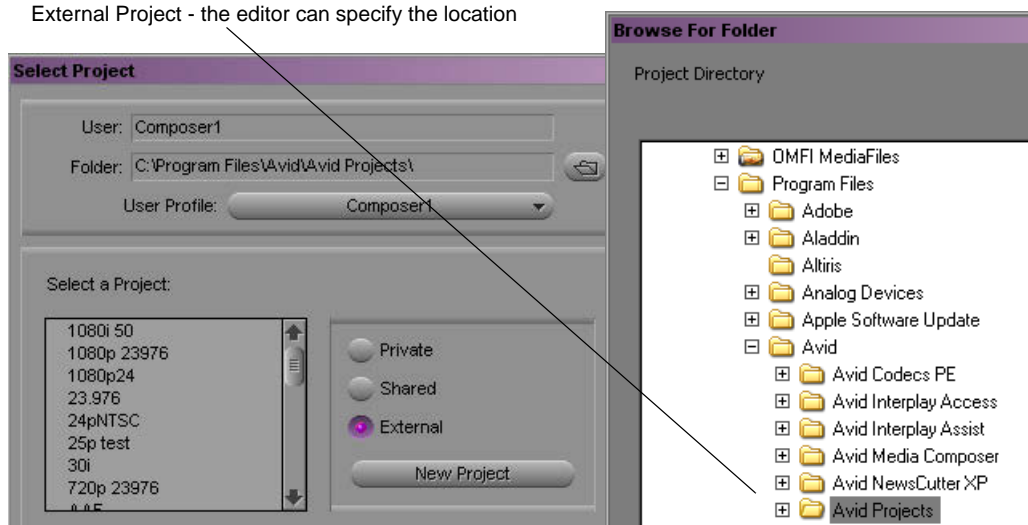 External Project - the editor can specify the location
Select Project
User: Composer1
Folder: C:\Program Files\Avid\Avid Projects\
User Profile: Composer1
Select a Project:
1080i 50
1080p 23976
1080p24
23.976
24pNTSC
25p test
30i
720p 23976
Private
Shared
External
New Project
Browse For Folder
Project Directory
OMFI MediaFiles
Program Files
Adobe
Aladdin
Altiris
Analog Devices
Apple Software Update
Avid
Avid Codecs PE
Avid Interplay Access
Avid Interplay Assist
Avid Media Composer
Avid NewsCutter XP
Avid Projects